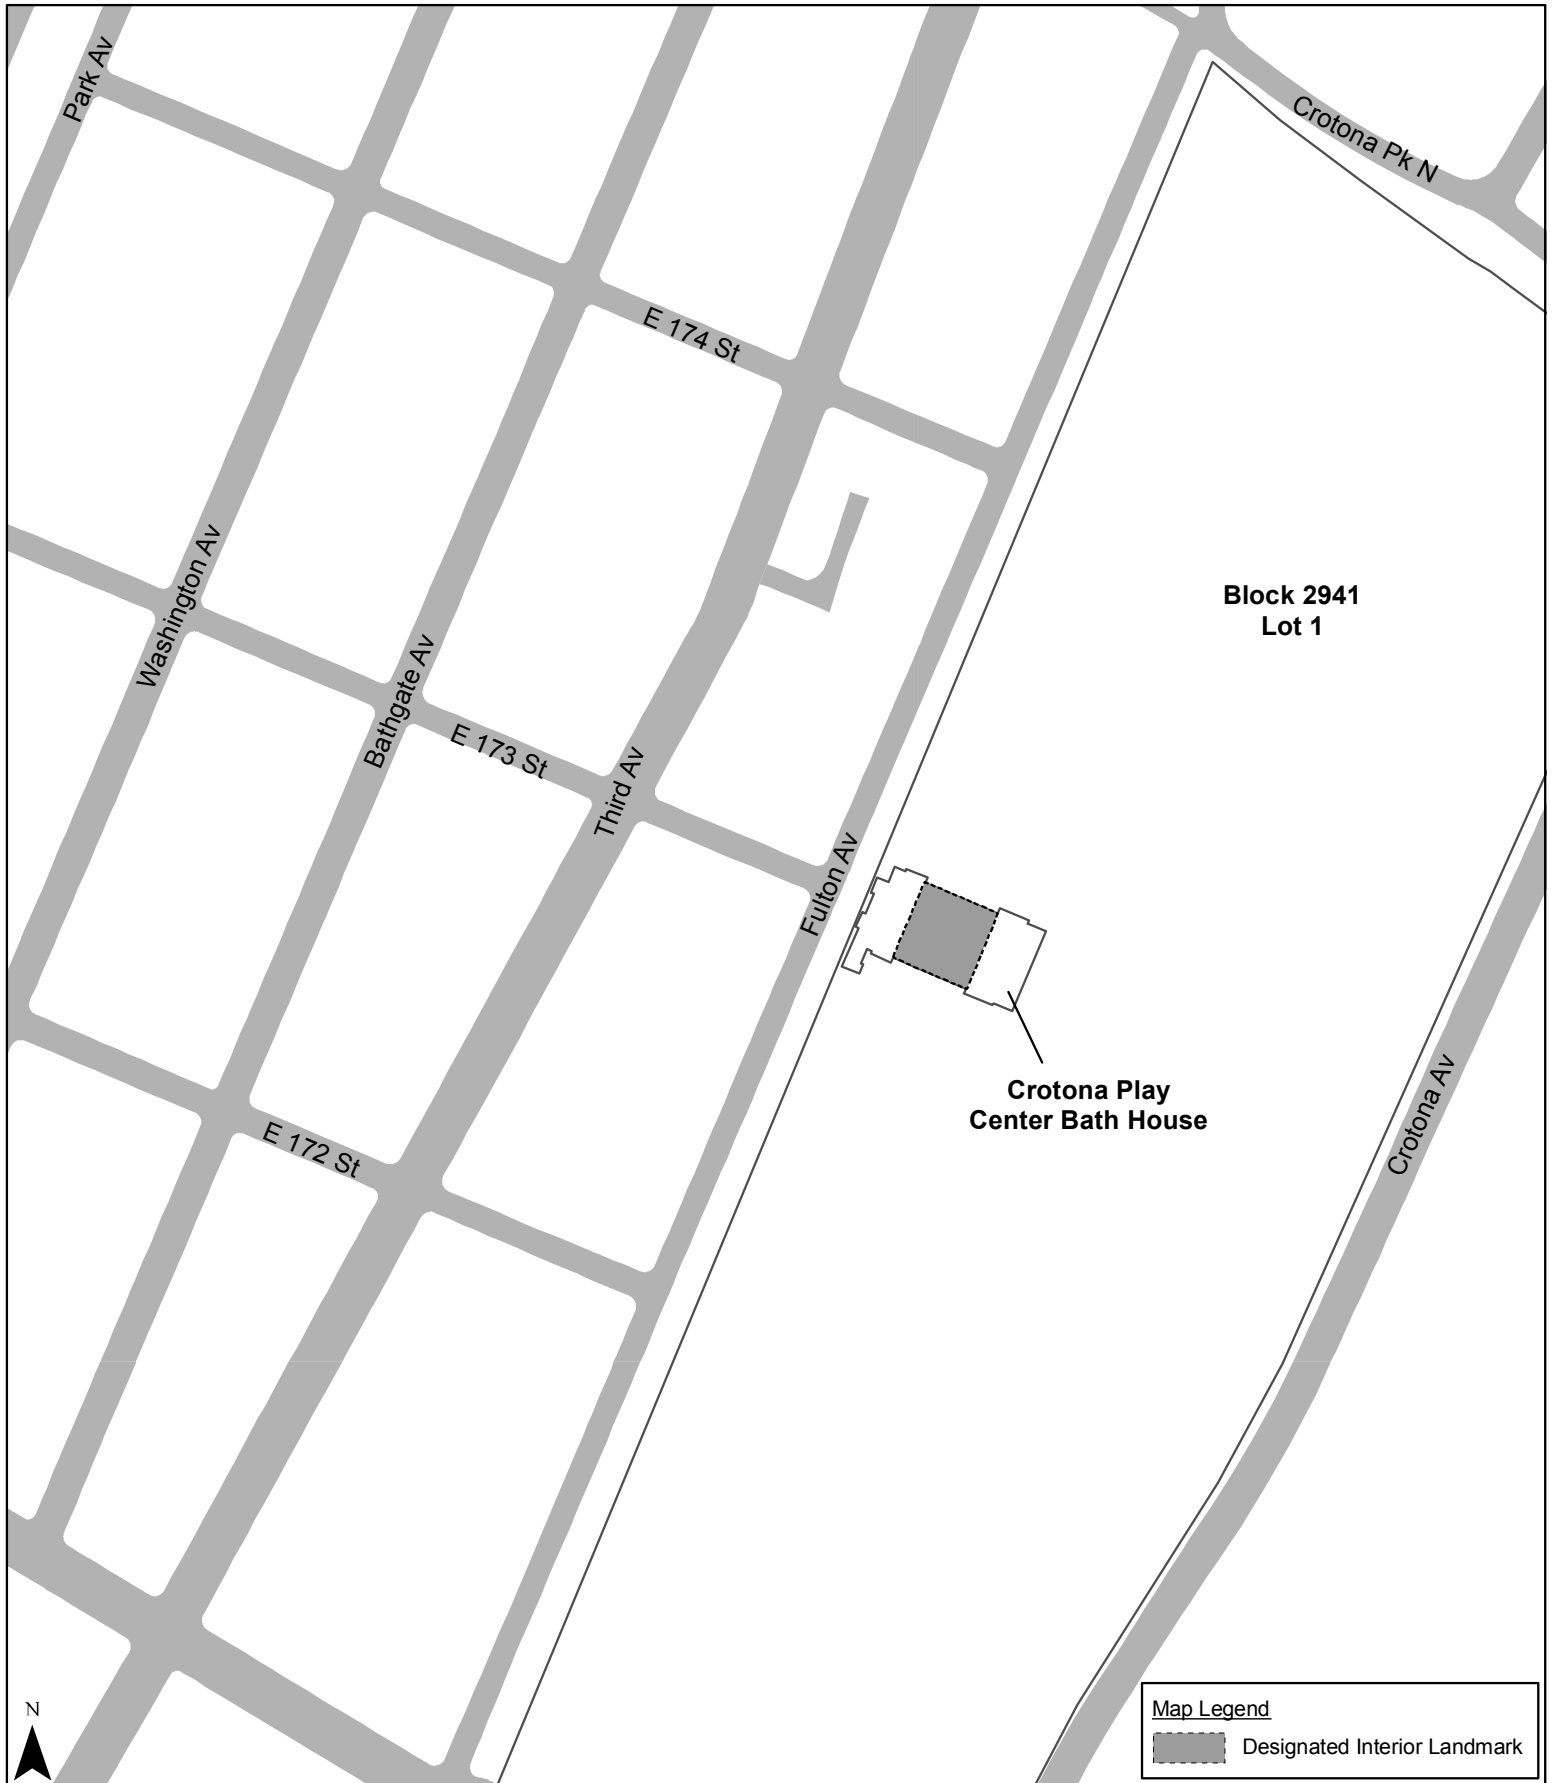 Park Av
Crotona Pk N
E 174 St
Washington Av
Block 2941
Lot 1
Bathgate Av
E 173 St
Third Av
Fulton Av
Crotona Play
Center Bath House
Crotona Av
E 172 St
N
Map Legend
Designated Interior Landmark